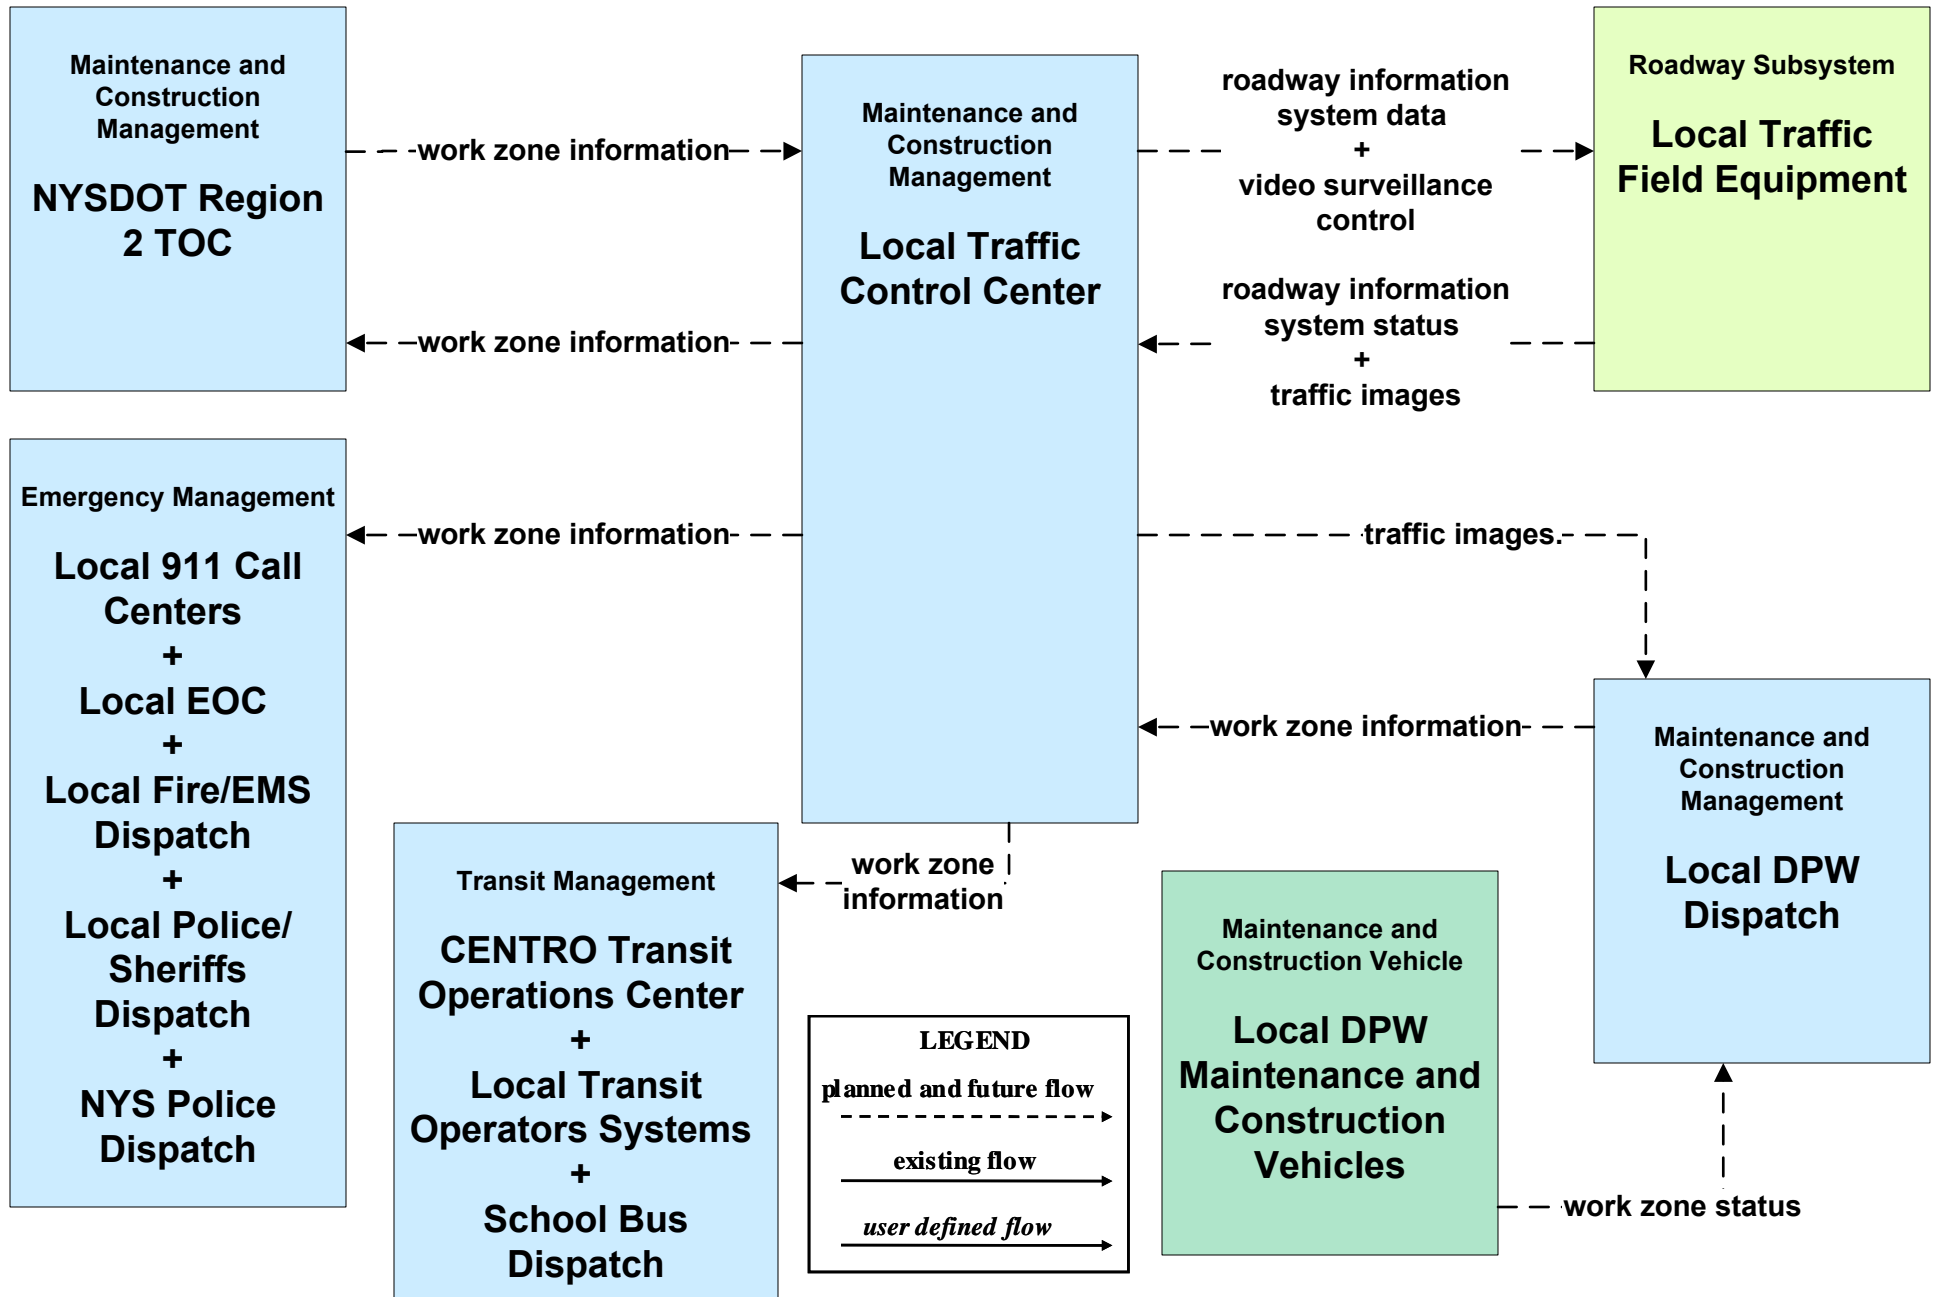 Maintenance and
Construction
Management
NYSDOT Region
2 TOC
work zone information
work zone information
Maintenance and
Construction
Management
Local Traffic
Control Center
roadway information
system data
+
video surveillance
control
roadway information
system status
+
traffic images
Roadway Subsystem
Local Traffic
Field Equipment
Emergency Management
Local 911 Call
Centers
+
Local EOC
+
Local Fire/EMS
Dispatch
+
Local Police/
Sheriffs
Dispatch
+
NYS Police
Dispatch
work zone information
traffic images.
work zone information
Maintenance and
Construction
Management
Local DPW
Dispatch
work zone
information
Transit Management
CENTRO Transit
Operations Center
+
Local Transit
Operators Systems
+
School Bus
Dispatch
LEGEND
planned and future flow
existing flow
user defined flow
Maintenance and
Construction Vehicle
Local DPW
Maintenance and
Construction
Vehicles
work zone status